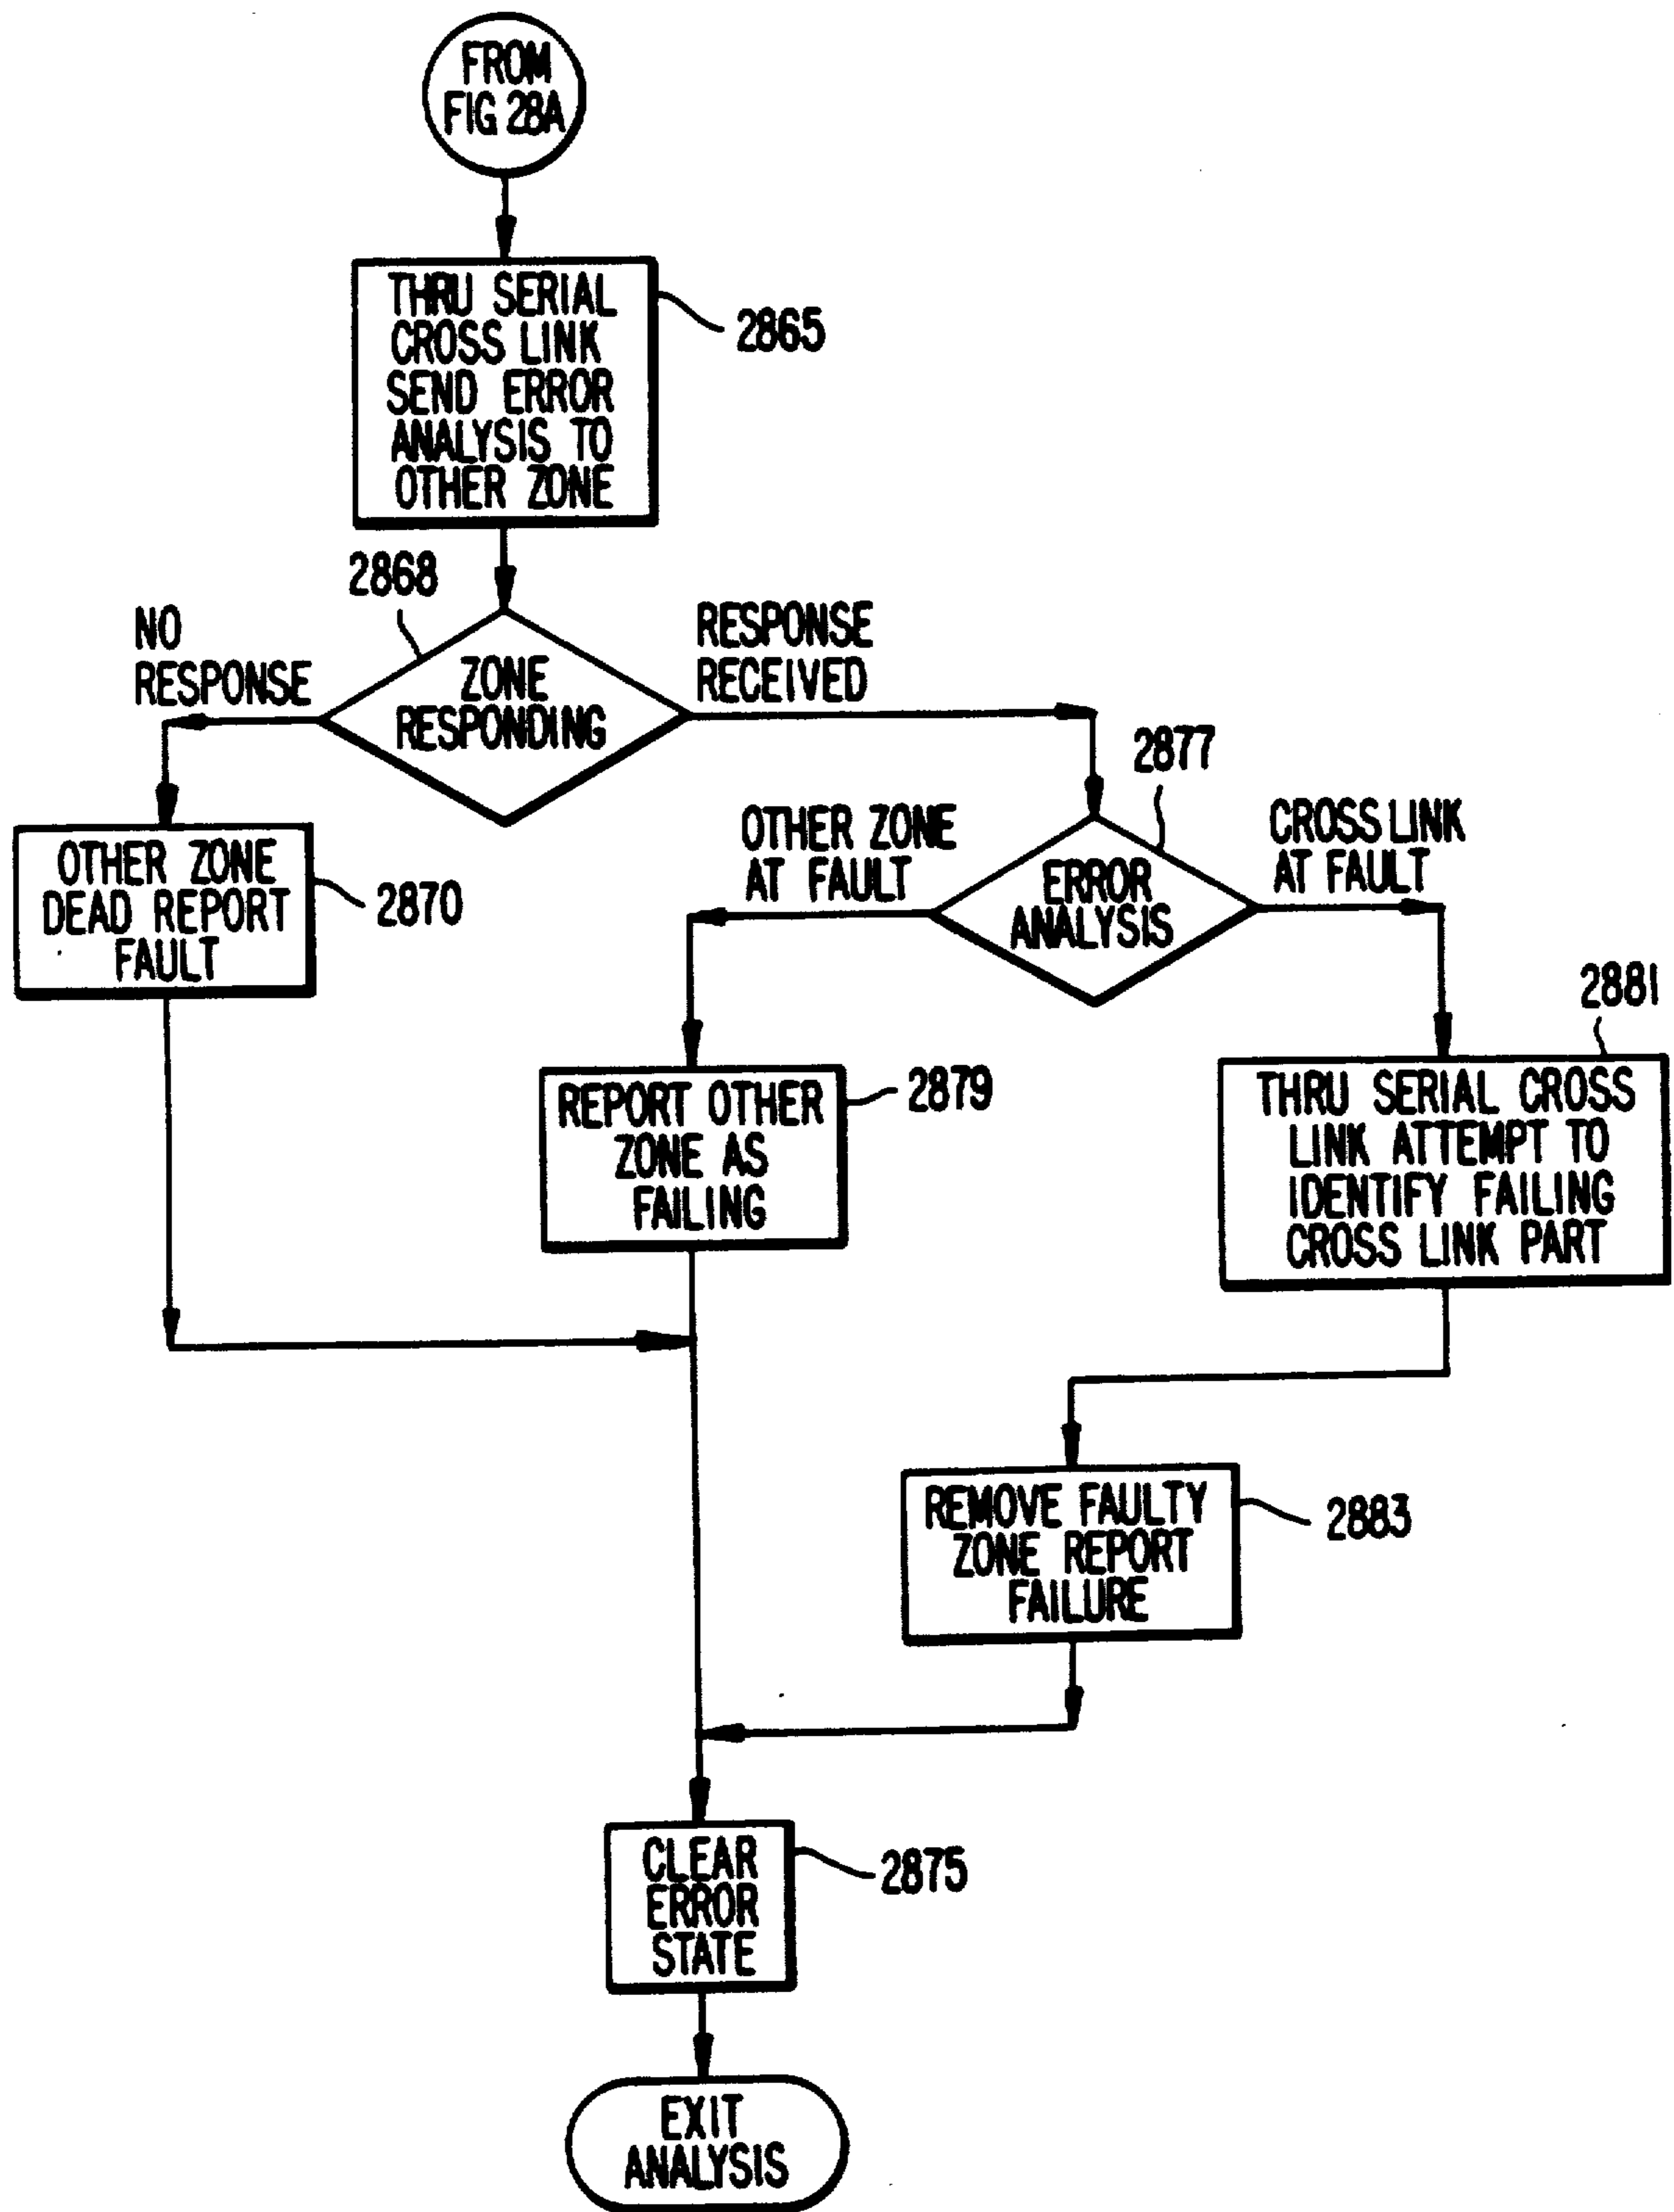 FROM
FIG 28A
THRU SERIAL
CROSS LINK
SEND ERROR
ANALYSIS TO
OTHER ZONE
2865
2868
NO
RESPONSE
ZONE
RESPONDING
RESPONSE
RECEIVED
2877
OTHER ZONE
DEAD REPORT
FAULT
2870
OTHER ZONE
AT FAULT
ERROR
ANALYSIS
CROSS LINK
AT FAULT
2881
REPORT OTHER
ZONE AS
FAILING
2879
THRU SERIAL CROSS
LINK ATTEMPT TO
IDENTIFY FAILING
CROSS LINK PART
REMOVE FAULTY
ZONE REPORT
FAILURE
2883
CLEAR
ERROR
STATE
2875
EXIT
ANALYSIS